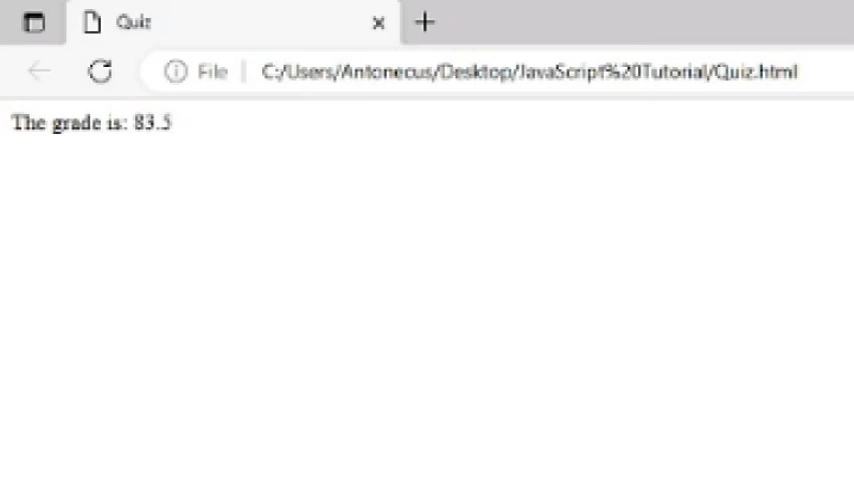 Quiz
File C:/Users/Antonecus/Desktop/JavaScript%20Tutorial/Quiz.html
The grade is: 83.5